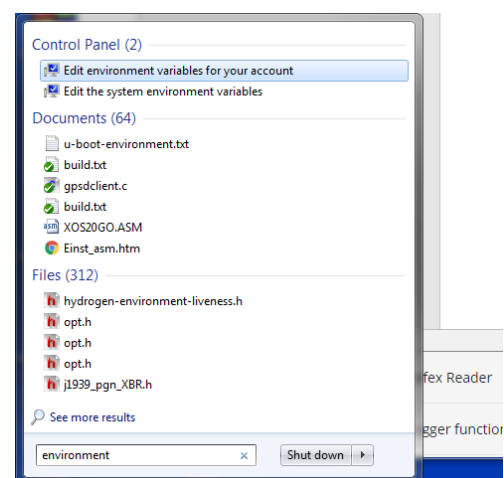 Control Panel (2)
Edit environment variables for your account
Edit the system environment variables
Documents (64)
u-boot-environment.txt
build.txt
gpsdclient.c
build.txt
asm XOS20GO.ASM
Einst_asm.htm
Files (312)
h hydrogen-environment-liveness.h
h opt.h
h opt.h
h opt.h
h j1939_pgn_XBR.h
fex Reader
See more results
gger function
environment × Shut down